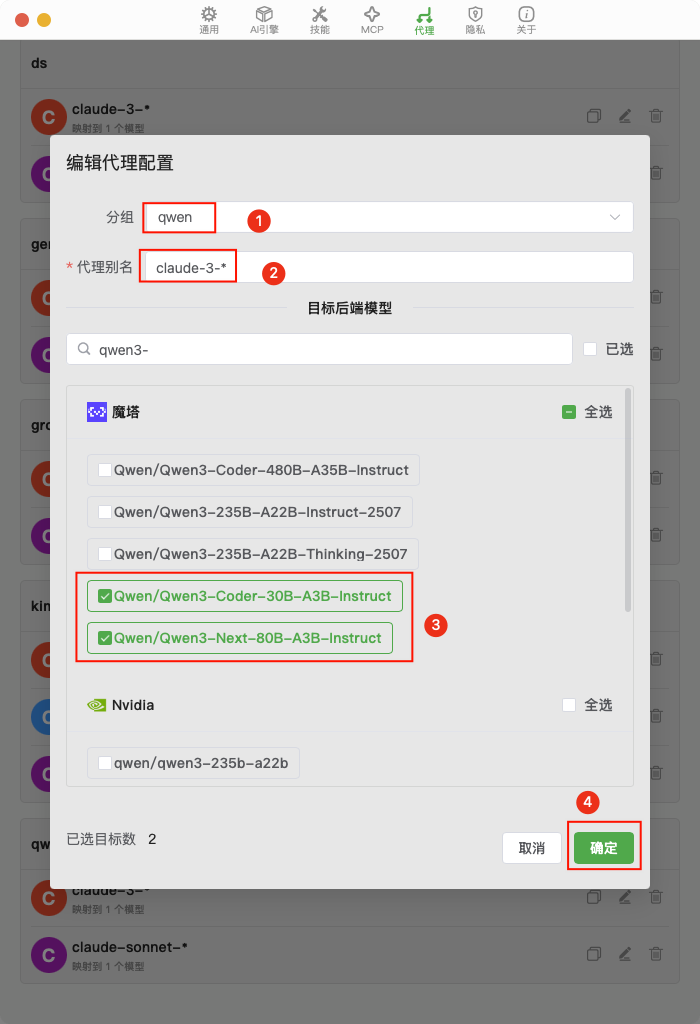 通用 AI引擎 技能 MCP 代理 隐私 关于
ds
C claude-3-*
映射到 1 个模型
编辑代理配置
分组 qwen 1
* 代理别名 claude-3-* 2
目标后端模型
qwen3- 已选
魔塔 全选
Qwen/Qwen3-Coder-480B-A35B-Instruct
Qwen/Qwen3-235B-A22B-Instruct-2507
Qwen/Qwen3-235B-A22B-Thinking-2507
Qwen/Qwen3-Coder-30B-A3B-Instruct
3
Qwen/Qwen3-Next-80B-A3B-Instruct
Nvidia 全选
qwen/qwen3-235b-a22b
4
已选目标数 2
取消 确定
C claude-3-*
映射到 1 个模型
C claude-sonnet-*
映射到 1 个模型